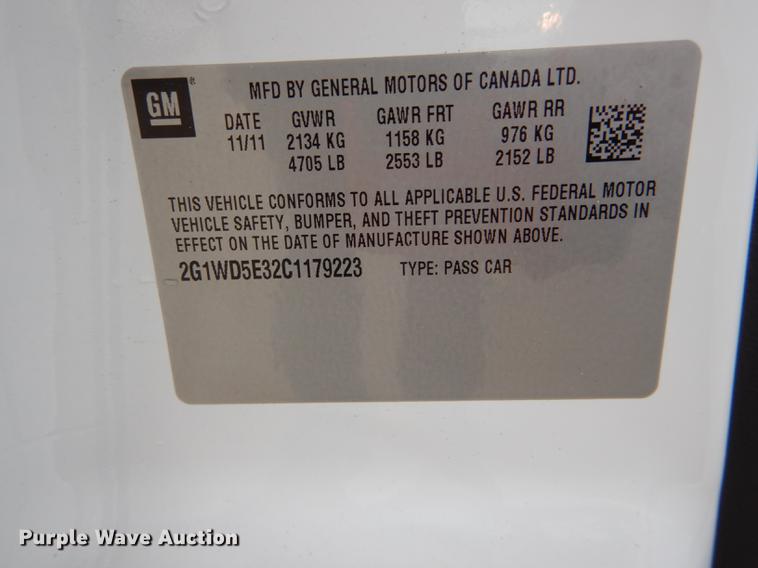 GM
MFD BY GENERAL MOTORS OF CANADA LTD.
DATE GVWR GAWR FRT GAWR RR
11/11 2134 KG 1158 KG 976 KG
4705 LB 2553 LB 2152 LB
THIS VEHICLE CONFORMS TO ALL APPLICABLE U.S. FEDERAL MOTOR
VEHICLE SAFETY, BUMPER, AND THEFT PREVENTION STANDARDS IN
EFFECT ON THE DATE OF MANUFACTURE SHOWN ABOVE.
2G1WD5E32C1179223 TYPE: PASS CAR
Purple Wave Auction